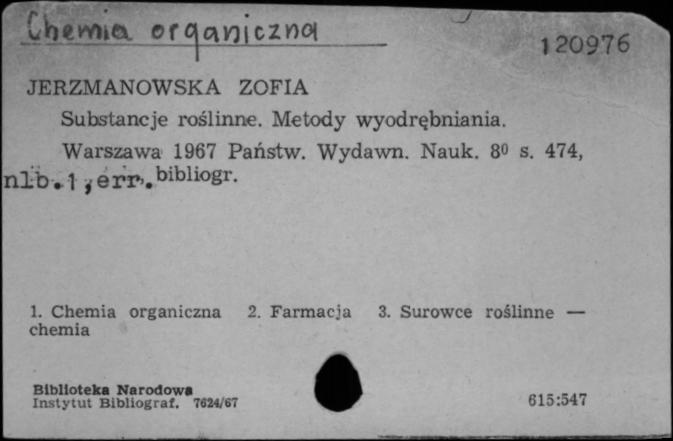 Chemia organiczna
120976
JERZMANOWSKA ZOFIA
Substancje roślinne. Metody wyodrębniania.
Warszawa 1967 Państw. Wydawn. Nauk. 8⁰ s. 474,
nlb.1,err. bibliogr.
1. Chemia organiczna 2. Farmacja 3. Surowce roślinne —
chemia
Biblioteka Narodowa
Instytut Bibliograf. 7624/67
615:547